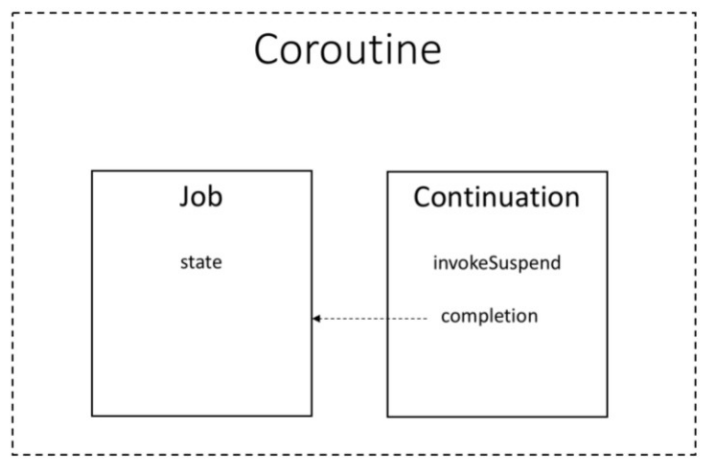 Coroutine
Job
state
Continuation
invokeSuspend
completion